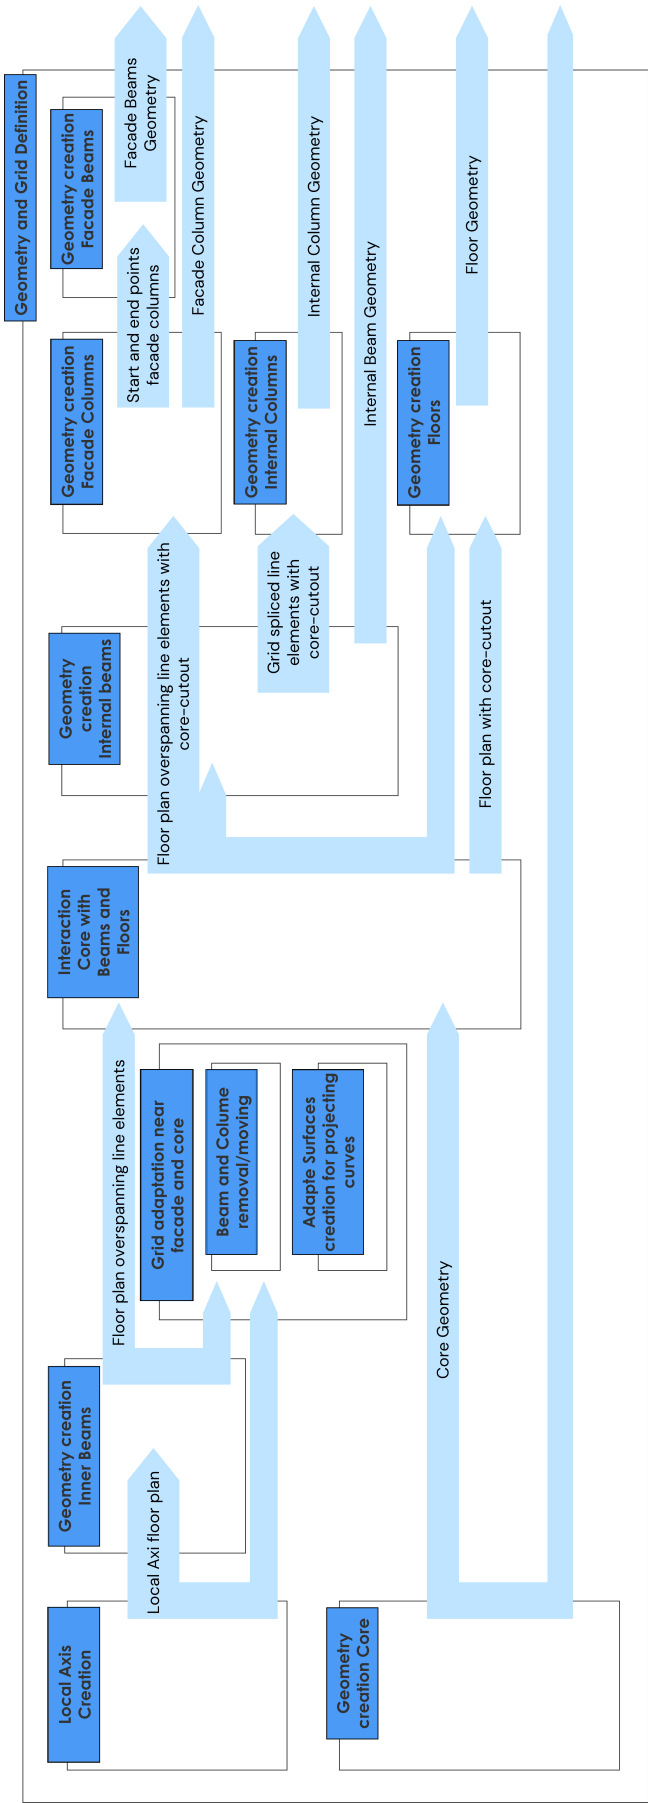 Geometry and Grid Definition
Local Axis
Creation
Local Axi floor plan
Geometry creation
Inner Beams
Floor plan overspanning line elements
Grid adaptation near
facade and core
Beam and Colume
removal/moving
Adapte Surfaces
creation for projecting
curves
Geometry
creation Core
Core Geometry
Interaction
Core with
Beams and
Floors
Floor plan overspanning line elements with
core-cutout
Floor plan with core-cutout
Geometry
creation
Internal beams
Grid spliced line
elements with
core-cutout
Internal Beam Geometry
Geometry creation
Facade Columns
Start and end points
facade columns
Facade Column Geometry
Geometry creation
Internal Columns
Internal Column Geometry
Geometry creation
Floors
Floor Geometry
Geometry creation
Facade Beams
Facade Beams
Geometry